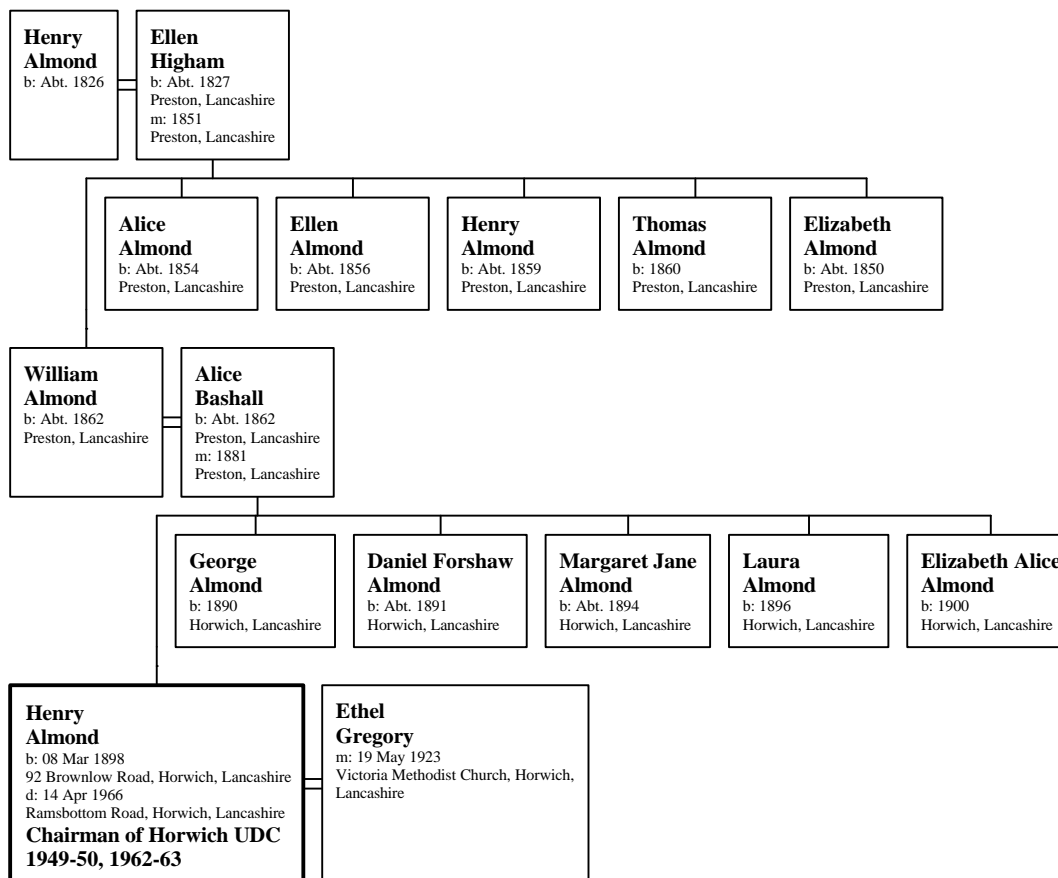 Henry
Almond
b: Abt. 1826
Ellen
Higham
b: Abt. 1827
Preston, Lancashire
m: 1851
Preston, Lancashire
Alice
Almond
b: Abt. 1854
Preston, Lancashire
Ellen
Almond
b: Abt. 1856
Preston, Lancashire
Henry
Almond
b: Abt. 1859
Preston, Lancashire
Thomas
Almond
b: 1860
Preston, Lancashire
Elizabeth
Almond
b: Abt. 1850
Preston, Lancashire
William
Almond
b: Abt. 1862
Preston, Lancashire
Alice
Bashall
b: Abt. 1862
Preston, Lancashire
m: 1881
Preston, Lancashire
George
Almond
b: 1890
Horwich, Lancashire
Daniel Forshaw
Almond
b: Abt. 1891
Horwich, Lancashire
Margaret Jane
Almond
b: Abt. 1894
Horwich, Lancashire
Laura
Almond
b: 1896
Horwich, Lancashire
Elizabeth Alice
Almond
b: 1900
Horwich, Lancashire
Henry
Almond
b: 08 Mar 1898
92 Brownlow Road, Horwich, Lancashire
d: 14 Apr 1966
Ramsbottom Road, Horwich, Lancashire
Chairman of Horwich UDC
1949-50, 1962-63
Ethel
Gregory
m: 19 May 1923
Victoria Methodist Church, Horwich,
Lancashire